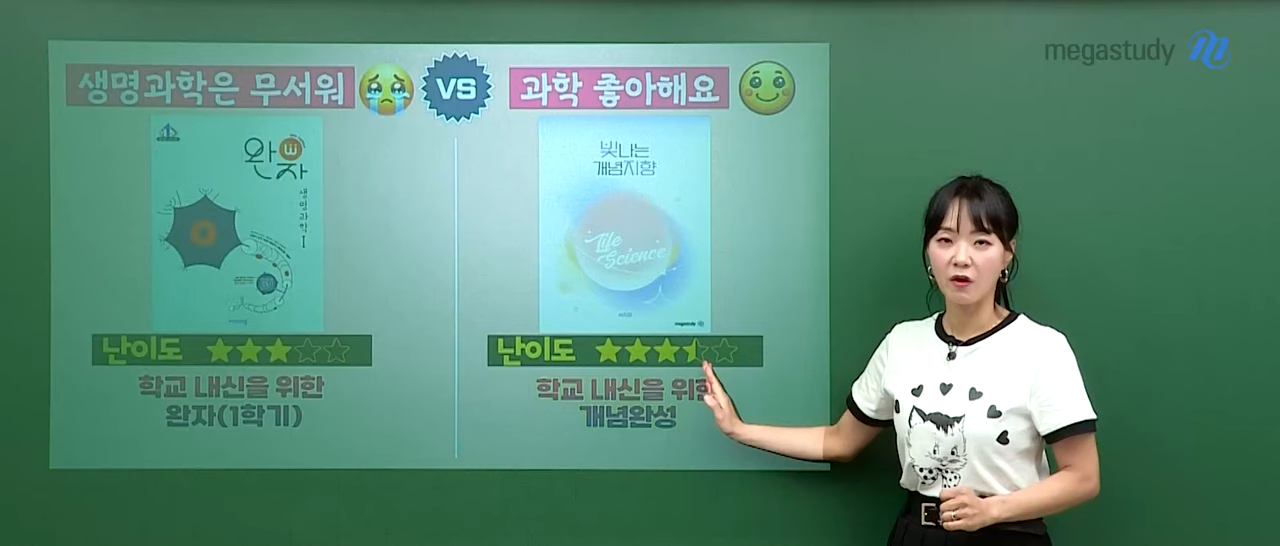 megastudy
생명과학은 무서워
VS
과학 좋아해요
완자
생명과학 I
난이도
학교 내신을 위한
완자(1학기)
빛나는
개념지향
Life
Science
megastudy
난이도
학교 내신을 위한
개념완성